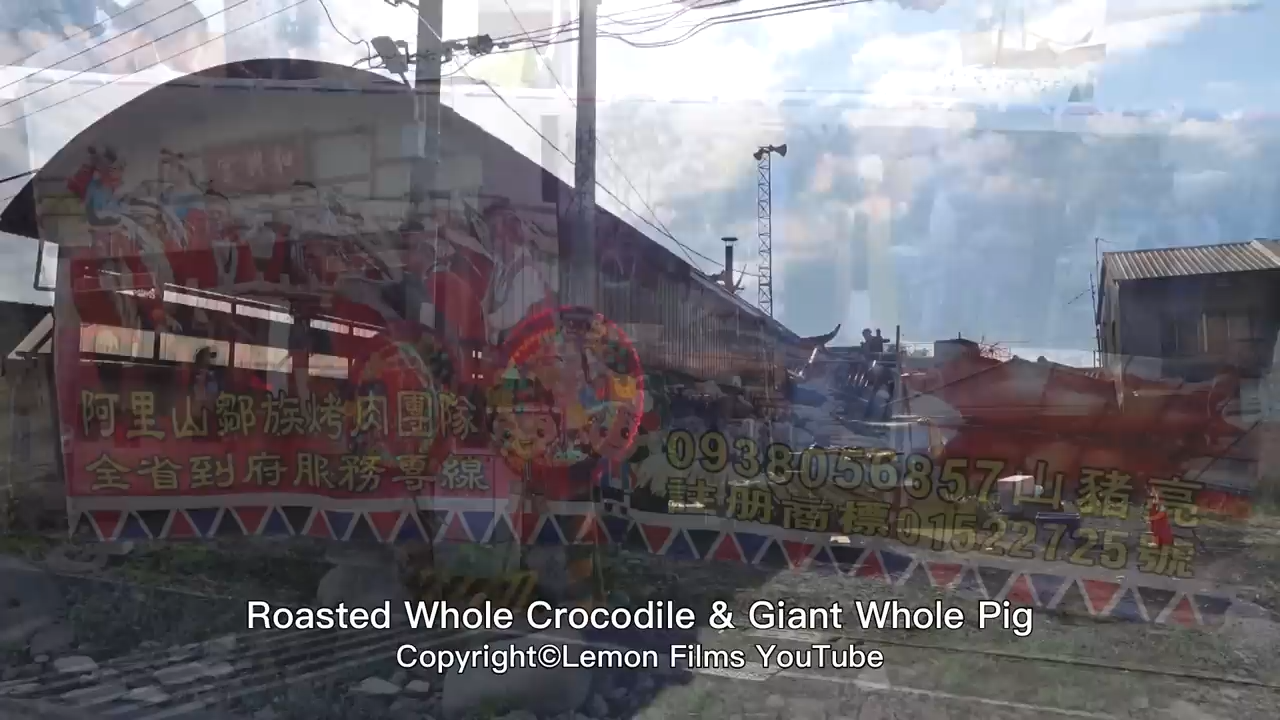 阿里山鄒族烤肉團隊
全省到府服務專線
0938056857山豬亮
註册商標01522725號
Roasted Whole Crocodile & Giant Whole Pig
Copyright©Lemon Films YouTube